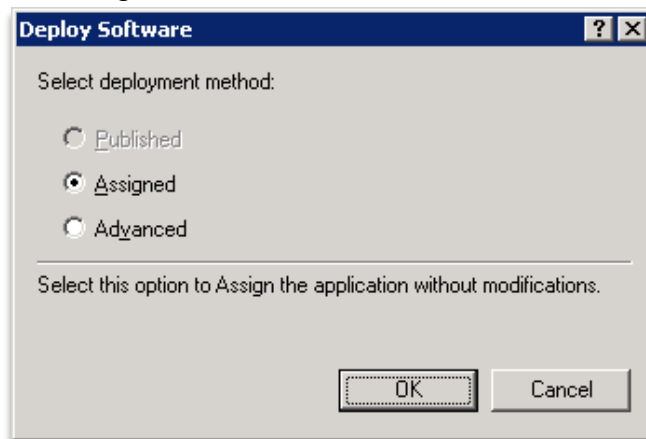 Deploy Software
Select deployment method:
Published
Assigned
Advanced
Select this option to Assign the application without modifications.
OK Cancel